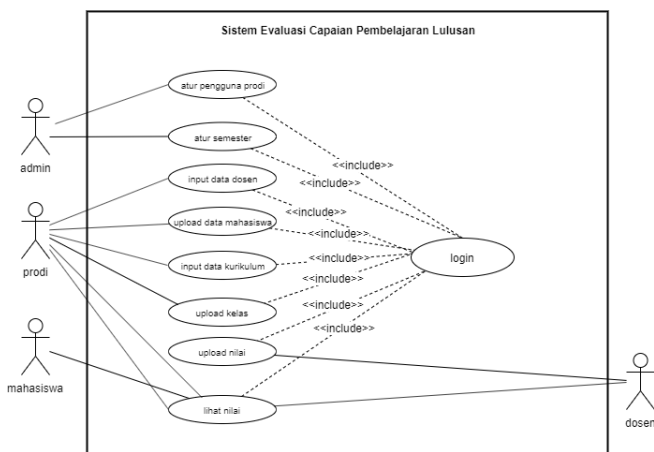 Sistem Evaluasi Capaian Pembelajaran Lulusan
atur pengguna prodi
admin
atur semester
<<include>>
<<include>>
input data dosen
<<include>>
upload data mahasiswa
<<include>>
prodi
input data kurikulum
<<include>>
login
<<include>>
upload kelas
<<include>>
<<include>>
upload nilai
mahasiswa
lihat nilai
dosen